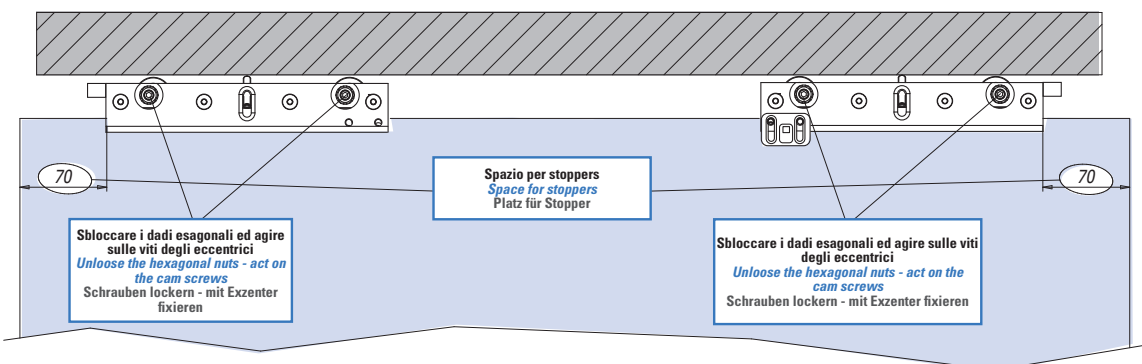 70
Spazio per stoppers
Space for stoppers
Platz für Stopper
70
Sbloccare i dadi esagonali ed agire
sulle viti degli eccentrici
Unloose the hexagonal nuts - act on
the cam screws
Schrauben lockern - mit Exzenter
fixieren
Sbloccare i dadi esagonali ed agire sulle viti
degli eccentrici
Unloose the hexagonal nuts - act on the
cam screws
Schrauben lockern - mit Exzenter fixieren